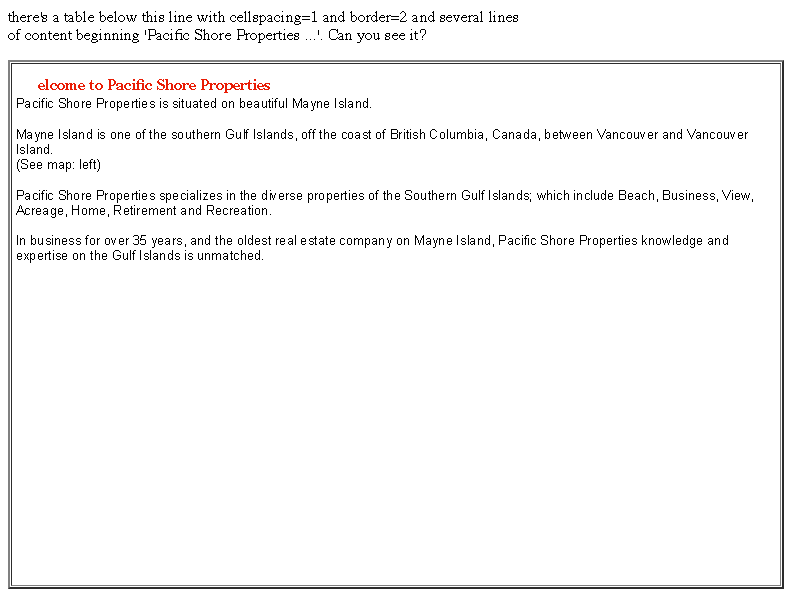 there's a table below this line with cellspacing=1 and border=2 and several lines
of content beginning 'Pacific Shore Properties ...'. Can you see it?
elcome to Pacific Shore Properties
Pacific Shore Properties is situated on beautiful Mayne Island.
Mayne Island is one of the southern Gulf Islands, off the coast of British Columbia, Canada, between Vancouver and Vancouver
Island.
(See map: left)
Pacific Shore Properties specializes in the diverse properties of the Southern Gulf Islands; which include Beach, Business, View,
Acreage, Home, Retirement and Recreation.
In business for over 35 years, and the oldest real estate company on Mayne Island, Pacific Shore Properties knowledge and
expertise on the Gulf Islands is unmatched.